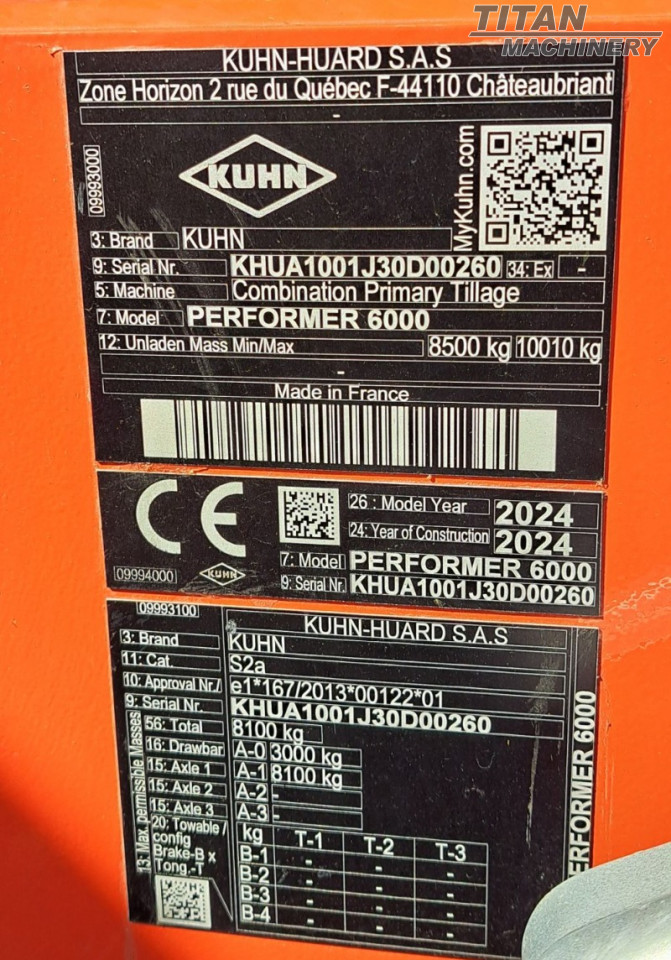 TITAN
MACHINERY
KUHN-HUARD S.A.S
Zone Horizon 2 rue du Québec F-44110 Châteaubriant
-
09993000
KUHN
MyKuhn.com
3: Brand KUHN
9: Serial Nr. KHUA1001J30D00260 34: Ex -
5: Machine Combination Primary Tillage
7: Model PERFORMER 6000
12: Unladen Mass Min/Max 8500 kg 10010 kg
-
Made in France
CE
26: Model Year 2024
24: Year of Construction 2024
7: Model PERFORMER 6000
09994000 KUHN 9: Serial Nr. KHUA1001J30D00260
09993100 KUHN-HUARD S.A.S
3: Brand KUHN
11: Cat. S2a
10: Approval Nr/ e1*167/2013*00122*01
9: Serial Nr. KHUA1001J30D00260
13: Max. permissible Masses
56: Total 8100 kg
16: Drawbar A-0 3000 kg
15: Axle 1 A-1 8100 kg
15: Axle 2 A-2 -
15: Axle 3 A-3 -
20: Towable / kg T-1 T-2 T-3
config B-1 - - -
Brake-B x B-2 - - -
Tong.-T B-3 - - -
B-4 - - -
ERFORMER 6000